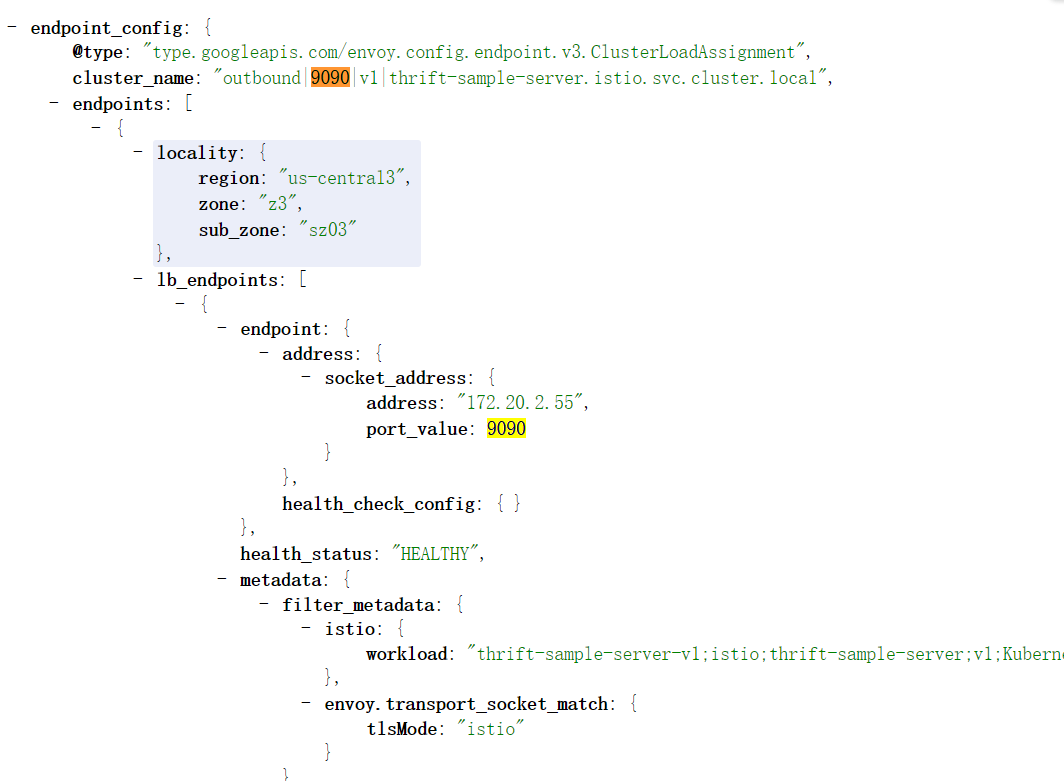 - endpoint_config: {
@type: "type.googleapis.com/envoy.config.endpoint.v3.ClusterLoadAssignment",
cluster_name: "outbound|9090|v1|thrift-sample-server.istio.svc.cluster.local",
- endpoints: [
- {
- locality: {
region: "us-central3",
zone: "z3",
sub_zone: "sz03"
},
- lb_endpoints: [
- {
- endpoint: {
- address: {
- socket_address: {
address: "172.20.2.55",
port_value: 9090
}
},
health_check_config: { }
},
health_status: "HEALTHY",
- metadata: {
- filter_metadata: {
- istio: {
workload: "thrift-sample-server-v1;istio;thrift-sample-server;v1;Kuberne
},
- envoy.transport_socket_match: {
tlsMode: "istio"
}
}